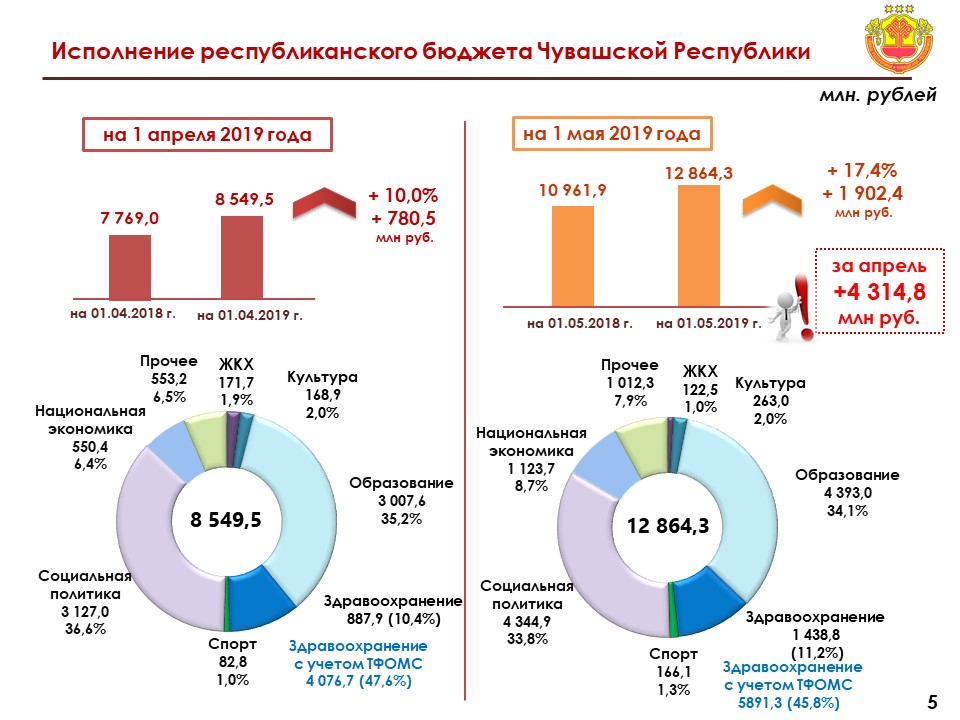 Исполнение республиканского бюджета Чувашской Республики
млн. рублей
на 1 апреля 2019 года
7 769,0
8 549,5
+ 10,0%
+ 780,5
млн руб.
на 01.04.2018 г.
на 01.04.2019 г.
Прочее
553,2
6,5%
ЖКХ
171,7
1,9%
Культура
168,9
2,0%
Национальная
экономика
550,4
6,4%
Образование
3 007,6
35,2%
8 549,5
Социальная
политика
3 127,0
36,6%
Здравоохранение
887,9 (10,4%)
Спорт
82,8
1,0%
Здравоохранение
с учетом ТФОМС
4 076,7 (47,6%)
на 1 мая 2019 года
10 961,9
12 864,3
+ 17,4%
+ 1 902,4
млн руб.
за апрель
+4 314,8
млн руб.
на 01.05.2018 г.
на 01.05.2019 г.
Прочее
1 012,3
7,9%
ЖКХ
122,5
1,0%
Культура
263,0
2,0%
Национальная
экономика
1 123,7
8,7%
Образование
4 393,0
34,1%
12 864,3
Социальная
политика
4 344,9
33,8%
Здравоохранение
1 438,8
(11,2%)
Спорт
166,1
1,3%
Здравоохранение
с учетом ТФОМС
5891,3 (45,8%)
5